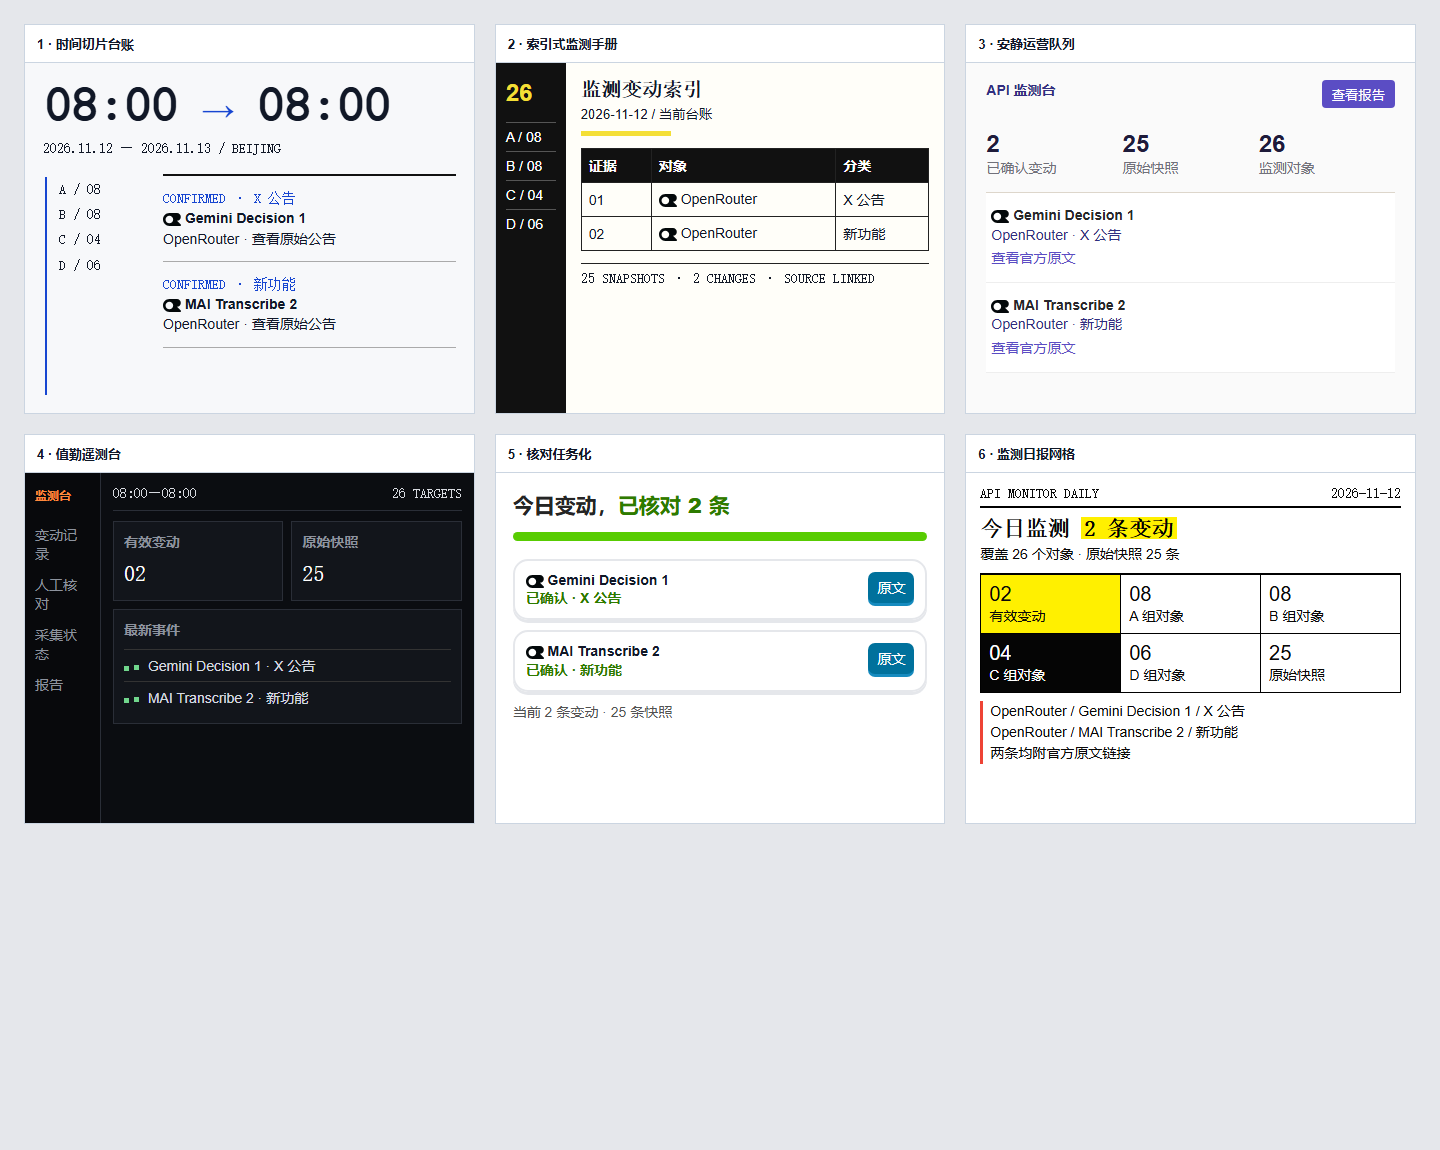 1 · 时间切片台账
08:00 → 08:00
2026.11.12 — 2026.11.13 / BEIJING
A / 08
B / 08
C / 04
D / 06
CONFIRMED · X 公告
Gemini Decision 1
OpenRouter · 查看原始公告
CONFIRMED · 新功能
MAI Transcribe 2
OpenRouter · 查看原始公告
2 · 索引式监测手册
26
A / 08
B / 08
C / 04
D / 06
监测变动索引
2026-11-12 / 当前台账
证据 对象 分类
01 OpenRouter X 公告
02 OpenRouter 新功能
25 SNAPSHOTS · 2 CHANGES · SOURCE LINKED
3 · 安静运营队列
API 监测台
查看报告
2 25 26
已确认变动 原始快照 监测对象
Gemini Decision 1
OpenRouter · X 公告
查看官方原文
MAI Transcribe 2
OpenRouter · 新功能
查看官方原文
4 · 值勤遥测台
监测台
变动记
录
人工核
对
采集状
态
报告
08:00—08:00 26 TARGETS
有效变动 原始快照
02 25
最新事件
Gemini Decision 1 · X 公告
MAI Transcribe 2 · 新功能
5 · 核对任务化
今日变动，已核对 2 条
Gemini Decision 1
已确认 · X 公告
原文
MAI Transcribe 2
已确认 · 新功能
原文
当前 2 条变动 · 25 条快照
6 · 监测日报网格
API MONITOR DAILY 2026-11-12
今日监测 2 条变动
覆盖 26 个对象 · 原始快照 25 条
02 08 08
有效变动 A 组对象 B 组对象
04 06 25
C 组对象 D 组对象 原始快照
OpenRouter / Gemini Decision 1 / X 公告
OpenRouter / MAI Transcribe 2 / 新功能
两条均附官方原文链接